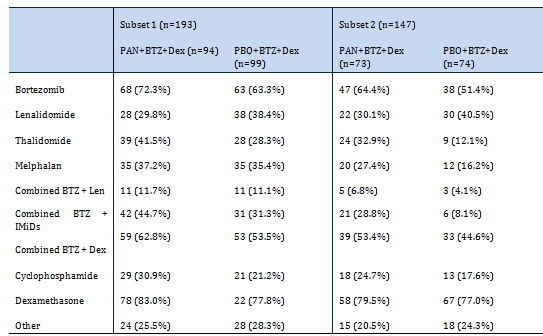 Subset 1 (n=193) Subset 2 (n=147)
PAN+BTZ+Dex (n=94) PBO+BTZ+Dex (n=99) PAN+BTZ+Dex (n=73) PBO+BTZ+Dex (n=74)
Bortezomib 68 (72.3%) 63 (63.3%) 47 (64.4%) 38 (51.4%)
Lenalidomide 28 (29.8%) 38 (38.4%) 22 (30.1%) 30 (40.5%)
Thalidomide 39 (41.5%) 28 (28.3%) 24 (32.9%) 9 (12.1%)
Melphalan 35 (37.2%) 35 (35.4%) 20 (27.4%) 12 (16.2%)
Combined BTZ + Len 11 (11.7%) 11 (11.1%) 5 (6.8%) 3 (4.1%)
Combined BTZ + IMiDs 42 (44.7%) 31 (31.3%) 21 (28.8%) 6 (8.1%)
Combined BTZ + Dex 59 (62.8%) 53 (53.5%) 39 (53.4%) 33 (44.6%)
Cyclophosphamide 29 (30.9%) 21 (21.2%) 18 (24.7%) 13 (17.6%)
Dexamethasone 78 (83.0%) 22 (77.8%) 58 (79.5%) 67 (77.0%)
Other 24 (25.5%) 28 (28.3%) 15 (20.5%) 18 (24.3%)